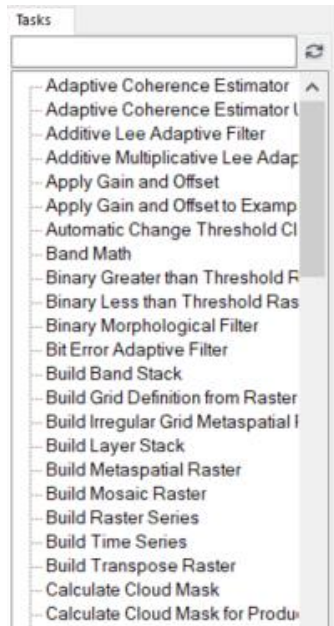 Tasks
Adaptive Coherence Estimator
Adaptive Coherence Estimator
Additive Lee Adaptive Filter
Additive Multiplicative Lee Adap
Apply Gain and Offset
Apply Gain and Offset to Examp
Automatic Change Threshold Cl
Band Math
Binary Greater than Threshold R
Binary Less than Threshold Ras
Binary Morphological Filter
Bit Error Adaptive Filter
Build Band Stack
Build Grid Definition from Raster
Build Irregular Grid Metaspatial
Build Layer Stack
Build Metaspatial Raster
Build Mosaic Raster
Build Raster Series
Build Time Series
Build Transpose Raster
Calculate Cloud Mask
Calculate Cloud Mask for Produ